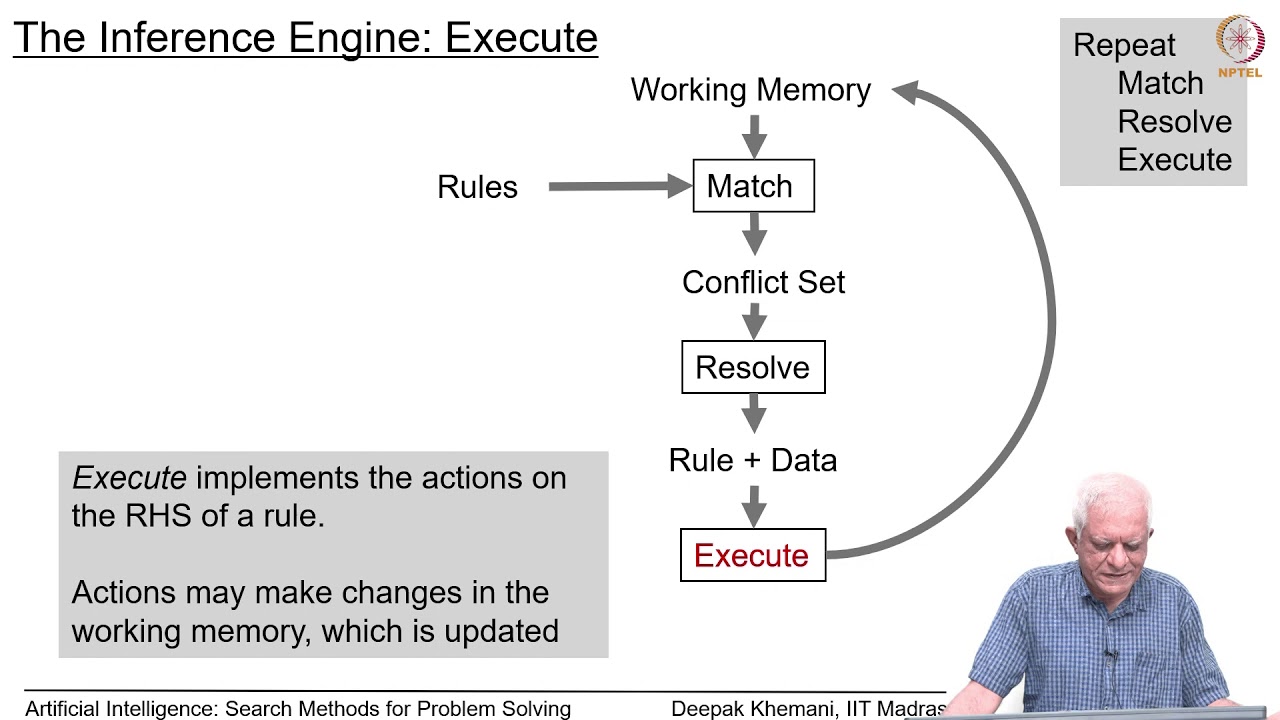 The Inference Engine: Execute
Repeat
Match
Resolve
Execute
NPTEL
Working Memory
Rules
Match
Conflict Set
Resolve
Rule + Data
Execute
Execute implements the actions on
the RHS of a rule.
Actions may make changes in the
working memory, which is updated
Artificial Intelligence: Search Methods for Problem Solving
Deepak Khemani, IIT Madras